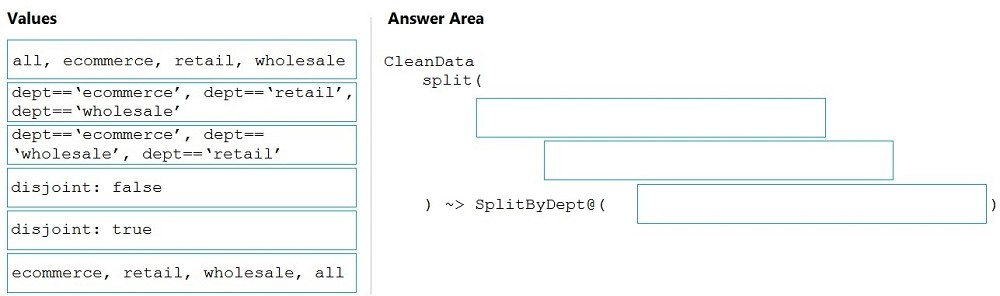 Values
all, ecommerce, retail, wholesale
dept==‘ecommerce’, dept==‘retail’,
dept==‘wholesale’
dept==‘ecommerce’, dept==
‘wholesale’, dept==‘retail’
disjoint: false
disjoint: true
ecommerce, retail, wholesale, all
Answer Area
CleanData
split(
) ~> SplitByDept@( )